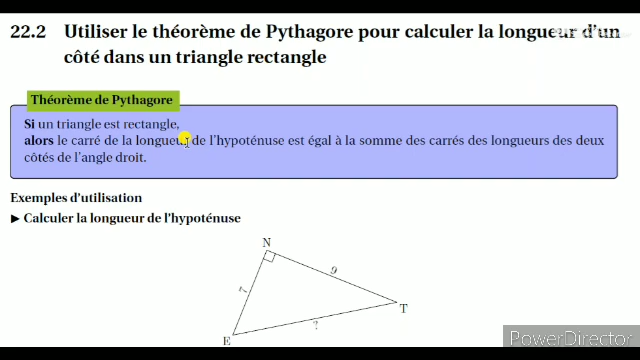 22.2 Utiliser le théorème de Pythagore pour calculer la longueur d'un
côté dans un triangle rectangle
Théorème de Pythagore
Si un triangle est rectangle,
alors le carré de la longueur de l'hypoténuse est égal à la somme des carrés des longueurs des deux
côtés de l'angle droit.
Exemples d'utilisation
▶ Calculer la longueur de l'hypoténuse
N
9
7
T
?
E
PowerDirector